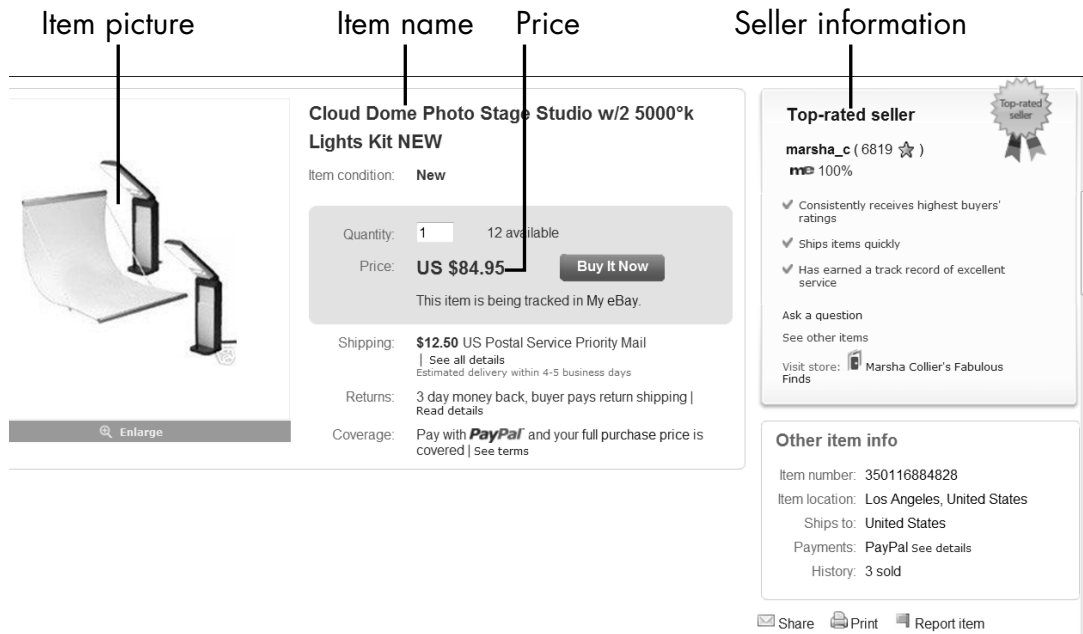 Item picture
Item name
Price
Seller information
Cloud Dome Photo Stage Studio w/2 5000°k
Lights Kit NEW
Item condition: New
Quantity: 1 12 available
Price: US $84.95 Buy It Now
This item is being tracked in My eBay.
Shipping: $12.50 US Postal Service Priority Mail
| See all details
Estimated delivery within 4-5 business days
Returns: 3 day money back, buyer pays return shipping |
Read details
Coverage: Pay with PayPal and your full purchase price is
covered | See terms
Enlarge
Top-rated seller
Top-rated
seller
marsha_c ( 6819 )
me 100%
Consistently receives highest buyers'
ratings
Ships items quickly
Has earned a track record of excellent
service
Ask a question
See other items
Visit store: Marsha Collier's Fabulous
Finds
Other item info
Item number: 350116884828
Item location: Los Angeles, United States
Ships to: United States
Payments: PayPal See details
History: 3 sold
Share Print Report item